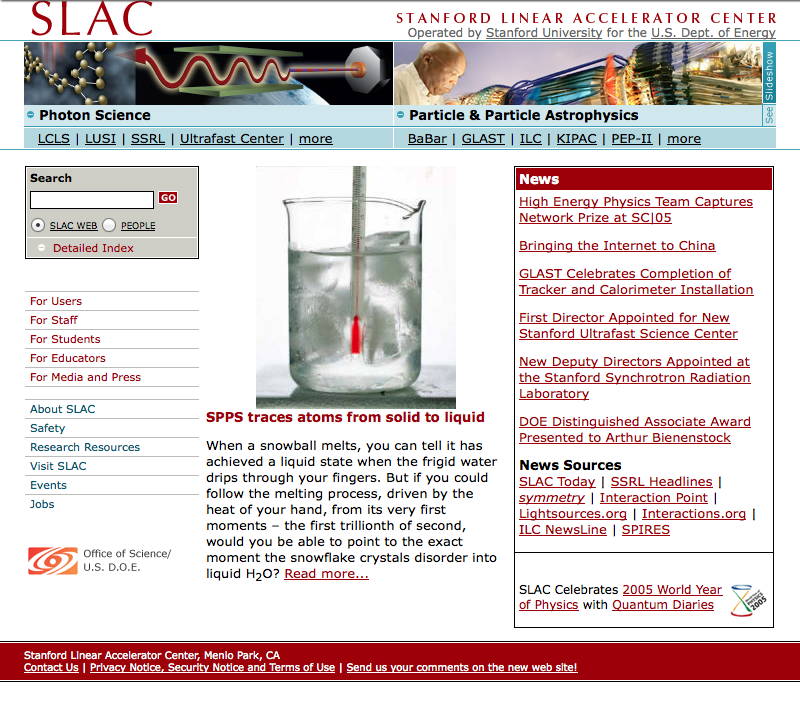 SLAC
STANFORD LINEAR ACCELERATOR CENTER
Operated by Stanford University for the U.S. Dept. of Energy
See Slideshow
Photon Science
LCLS | LUSI | SSRL | Ultrafast Center | more
Particle & Particle Astrophysics
BaBar | GLAST | ILC | KIPAC | PEP-II | more
Search
GO
SLAC WEB PEOPLE
Detailed Index
For Users
For Staff
For Students
For Educators
For Media and Press
About SLAC
Safety
Research Resources
Visit SLAC
Events
Jobs
Office of Science/
U.S. D.O.E.
SPPS traces atoms from solid to liquid
When a snowball melts, you can tell it has
achieved a liquid state when the frigid water
drips through your fingers. But if you could
follow the melting process, driven by the
heat of your hand, from its very first
moments – the first trillionth of second,
would you be able to point to the exact
moment the snowflake crystals disorder into
liquid H2O? Read more...
News
High Energy Physics Team Captures
Network Prize at SC|05
Bringing the Internet to China
GLAST Celebrates Completion of
Tracker and Calorimeter Installation
First Director Appointed for New
Stanford Ultrafast Science Center
New Deputy Directors Appointed at
the Stanford Synchrotron Radiation
Laboratory
DOE Distinguished Associate Award
Presented to Arthur Bienenstock
News Sources
SLAC Today | SSRL Headlines |
symmetry | Interaction Point |
Lightsources.org | Interactions.org |
ILC NewsLine | SPIRES
SLAC Celebrates 2005 World Year
of Physics with Quantum Diaries
2005
Stanford Linear Accelerator Center, Menlo Park, CA
Contact Us | Privacy Notice, Security Notice and Terms of Use | Send us your comments on the new web site!